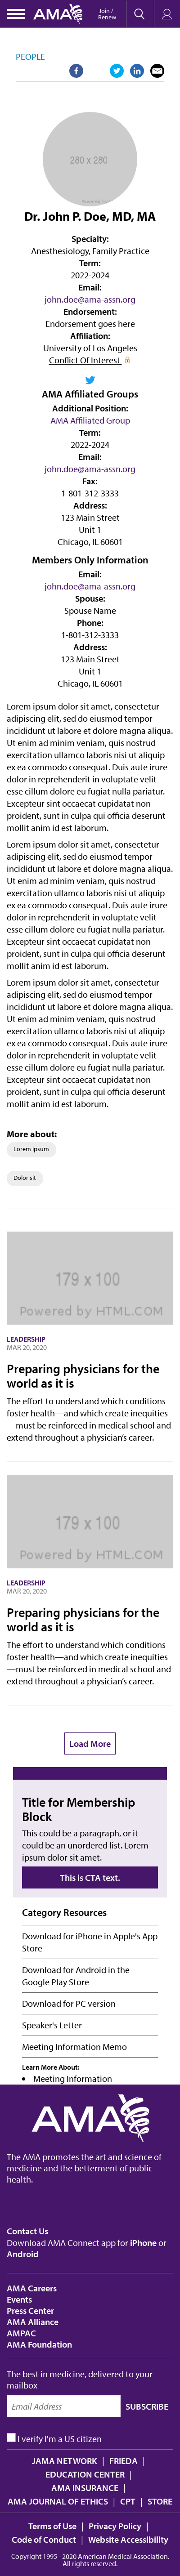 AMA
Join /
Renew
PEOPLE
280 x 280
Dr. John P. Doe, MD, MA
Specialty:
Anesthesiology, Family Practice
Term:
2022-2024
Email:
john.doe@ama-assn.org
Endorsement:
Endorsement goes here
Affiliation:
University of Los Angeles
Conflict Of Interest
AMA Affiliated Groups
Additional Position:
AMA Affiliated Group
Term:
2022-2024
Email:
john.doe@ama-assn.org
Fax:
1-801-312-3333
Address:
123 Main Street
Unit 1
Chicago, IL 60601
Members Only Information
Email:
john.doe@ama-assn.org
Spouse:
Spouse Name
Phone:
1-801-312-3333
Address:
123 Main Street
Unit 1
Chicago, IL 60601
Lorem ipsum dolor sit amet, consectetur
adipiscing elit, sed do eiusmod tempor
incididunt ut labore et dolore magna aliqua.
Ut enim ad minim veniam, quis nostrud
exercitation ullamco laboris nisi ut aliquip
ex ea commodo consequat. Duis aute irure
dolor in reprehenderit in voluptate velit
esse cillum dolore eu fugiat nulla pariatur.
Excepteur sint occaecat cupidatat non
proident, sunt in culpa qui officia deserunt
mollit anim id est laborum.
Lorem ipsum dolor sit amet, consectetur
adipiscing elit, sed do eiusmod tempor
incididunt ut labore et dolore magna aliqua.
Ut enim ad minim veniam, quis nostrud
exercitation ullamco laboris nisi ut aliquip
ex ea commodo consequat. Duis aute irure
dolor in reprehenderit in voluptate velit
esse cillum dolore eu fugiat nulla pariatur.
Excepteur sint occaecat cupidatat non
proident, sunt in culpa qui officia deserunt
mollit anim id est laborum.
Lorem ipsum dolor sit amet, consectetur
adipiscing elit, sed do eiusmod tempor
incididunt ut labore et dolore magna aliqua.
Ut enim ad minim veniam, quis nostrud
exercitation ullamco laboris nisi ut aliquip
ex ea commodo consequat. Duis aute irure
dolor in reprehenderit in voluptate velit
esse cillum dolore eu fugiat nulla pariatur.
Excepteur sint occaecat cupidatat non
proident, sunt in culpa qui officia deserunt
mollit anim id est laborum.
More about:
Lorem Ipsum
Dolor sit
179 x 100
Powered by HTML.COM
LEADERSHIP
MAR 20, 2020
Preparing physicians for the
world as it is
The effort to understand which conditions
foster health—and which create inequities
—must be reinforced in medical school and
extend throughout a physician's career.
179 x 100
Powered by HTML.COM
LEADERSHIP
MAR 20, 2020
Preparing physicians for the
world as it is
The effort to understand which conditions
foster health—and which create inequities
—must be reinforced in medical school and
extend throughout a physician's career.
Load More
Title for Membership
Block
This could be a paragraph, or it
could be an unordered list. Lorem
ipsum dolor sit amet.
This is CTA text.
Category Resources
Download for iPhone in Apple's App
Store
Download for Android in the
Google Play Store
Download for PC version
Speaker's Letter
Meeting Information Memo
Learn More About:
• Meeting Information
AMA
The AMA promotes the art and science of
medicine and the betterment of public
health.
Contact Us
Download AMA Connect app for iPhone or
Android
AMA Careers
Events
Press Center
AMA Alliance
AMPAC
AMA Foundation
The best in medicine, delivered to your
mailbox
Email Address
SUBSCRIBE
I verify I'm a US citizen
JAMA NETWORK | FRIEDA |
EDUCATION CENTER |
AMA INSURANCE |
AMA JOURNAL OF ETHICS | CPT | STORE
Terms of Use | Privacy Policy |
Code of Conduct | Website Accessibility
Copyright 1995 - 2020 American Medical Association.
All rights reserved.